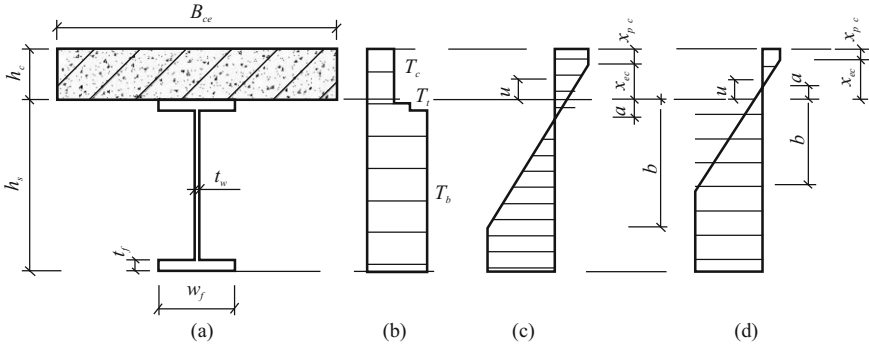 B_ce
h_c
h_s
t_w
t_f
w_f
T_c
T_t
T_b
u
x_pc
x_ec
a
b
u
x_pc
x_ec
a
b
(a)
(b)
(c)
(d)